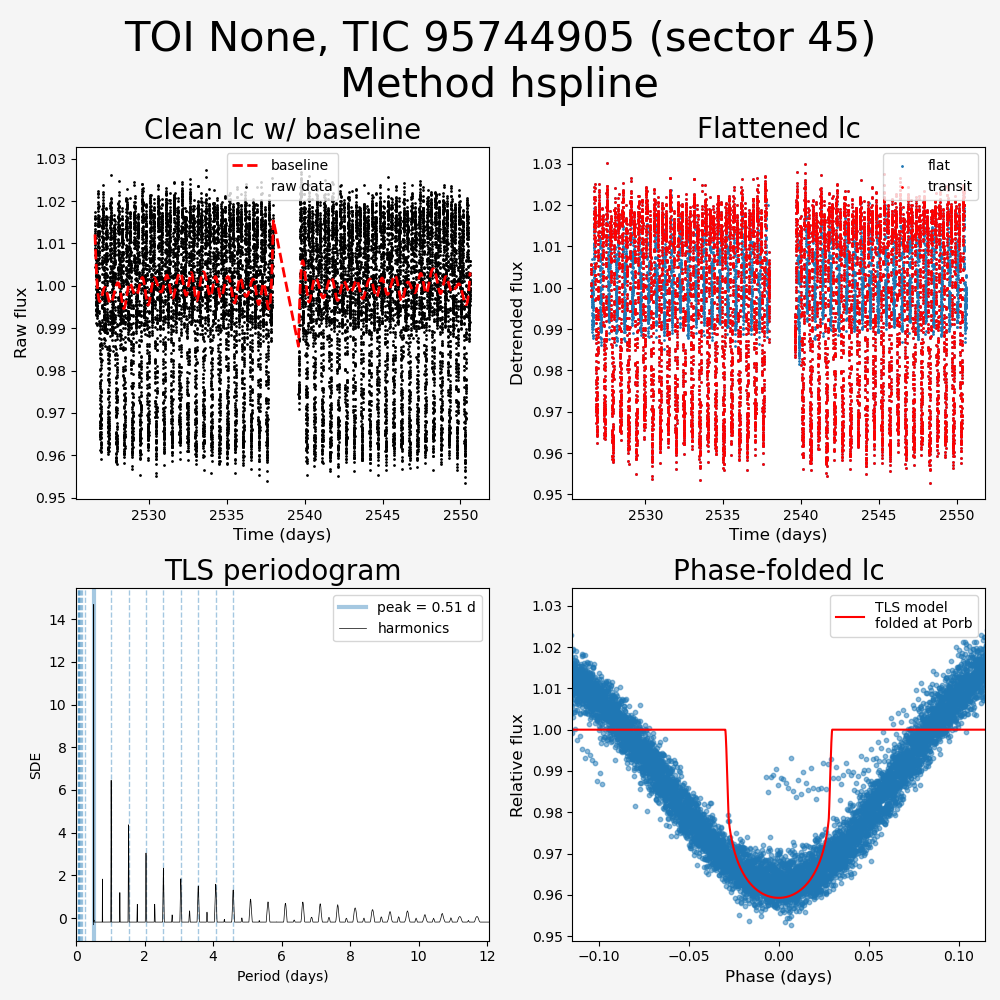 TOI None, TIC 95744905 (sector 45)
Method hspline
Clean lc w/ baseline
Flattened lc
baseline
raw data
flat
transit
1.03
1.02
1.01
1.00
0.99
0.98
0.97
0.96
0.95
Raw flux
2530
2535
2540
2545
2550
Time (days)
1.03
1.02
1.01
1.00
0.99
0.98
0.97
0.96
0.95
Detrended flux
2530
2535
2540
2545
2550
Time (days)
TLS periodogram
Phase-folded lc
peak = 0.51 d
harmonics
14
12
10
8
6
4
2
0
SDE
0
2
4
6
8
10
12
Period (days)
TLS model
folded at Porb
1.03
1.02
1.01
1.00
0.99
0.98
0.97
0.96
0.95
Relative flux
−0.10
−0.05
0.00
0.05
0.10
Phase (days)